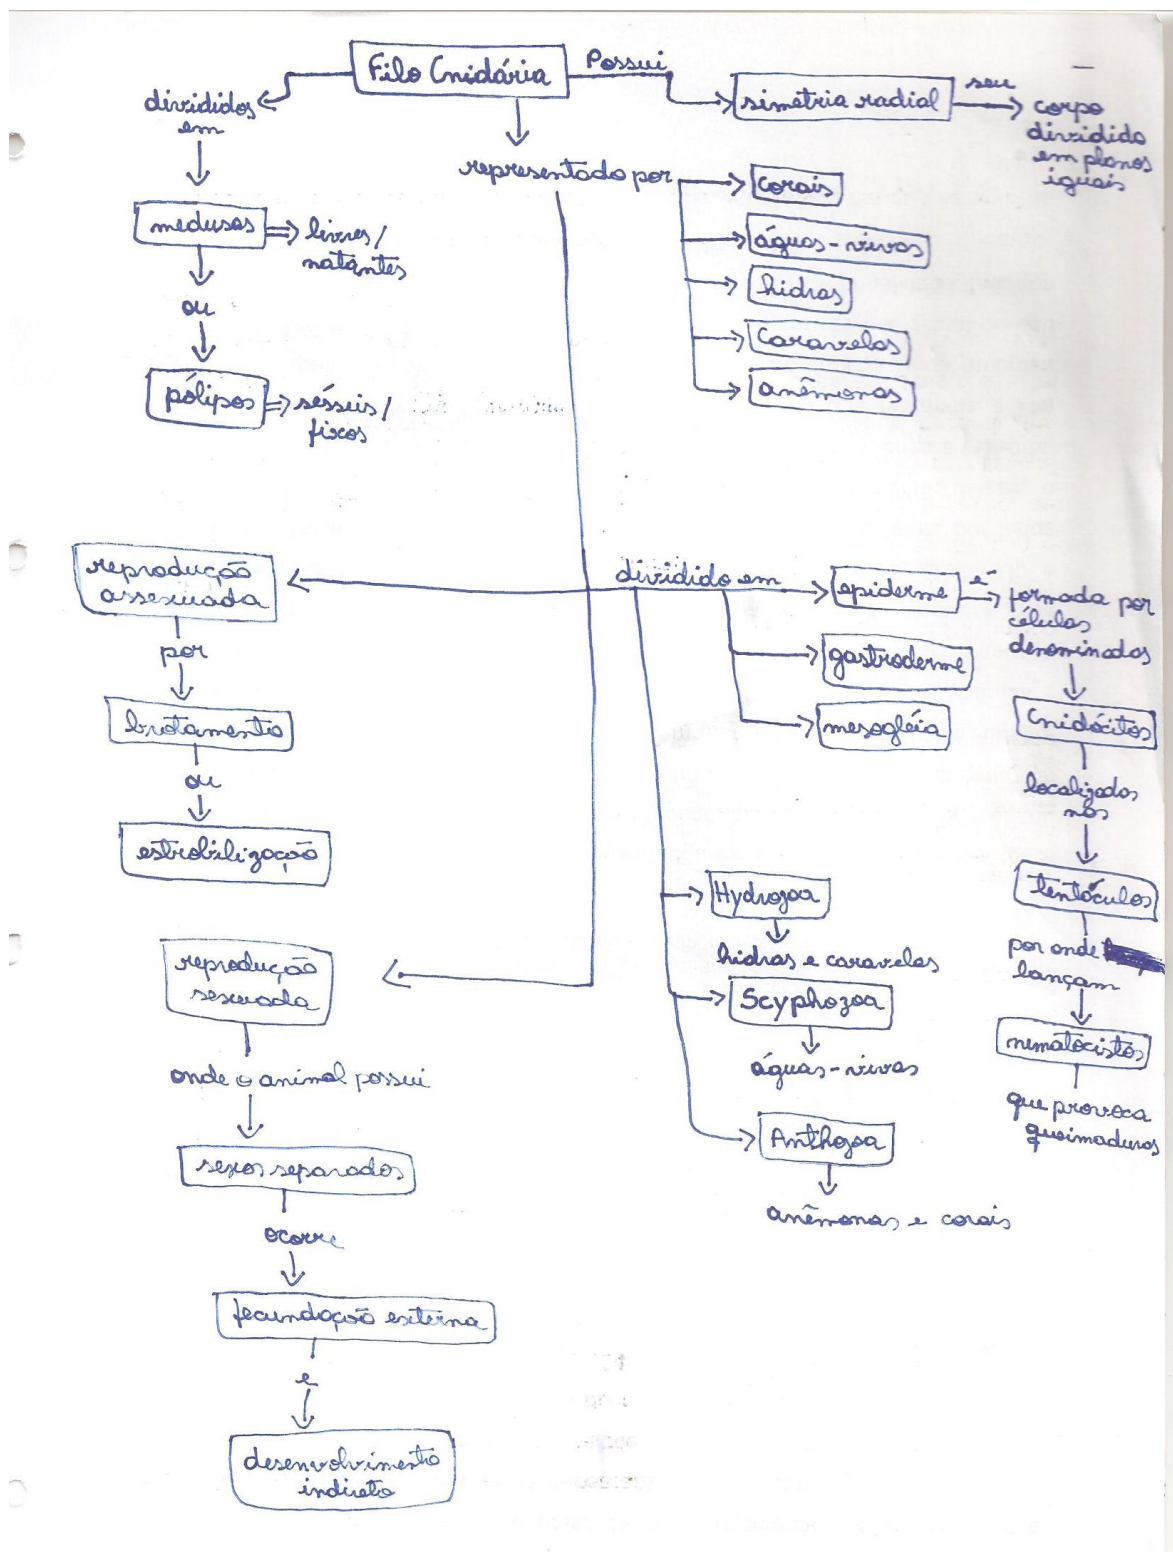 Filo Cnidária
Possui
simetria radial
seu
corpo
dividido
em planos
iguais
divididos
em
medusas
livres/
natantes
ou
pólipos
sésseis/
fixos
representado por
corais
águas-vivas
hidras
Caravelas
anêmonas
reprodução
assexuada
por
brotamento
ou
estrobilização
dividido em
epiderme
é
formada por
células
denominados
gastroderme
mesogléia
Cnidócitos
localizados
nos
tentáculos
por onde
lançam
nematocistos
que provoca
queimaduras
Hydrozoa
hidras e caravelas
Scyphozoa
águas-vivas
Anthozoa
anêmonas e corais
reprodução
sexuada
onde o animal possui
sexos separados
ocorre
fecundação externa
e
desenvolvimento
indireto